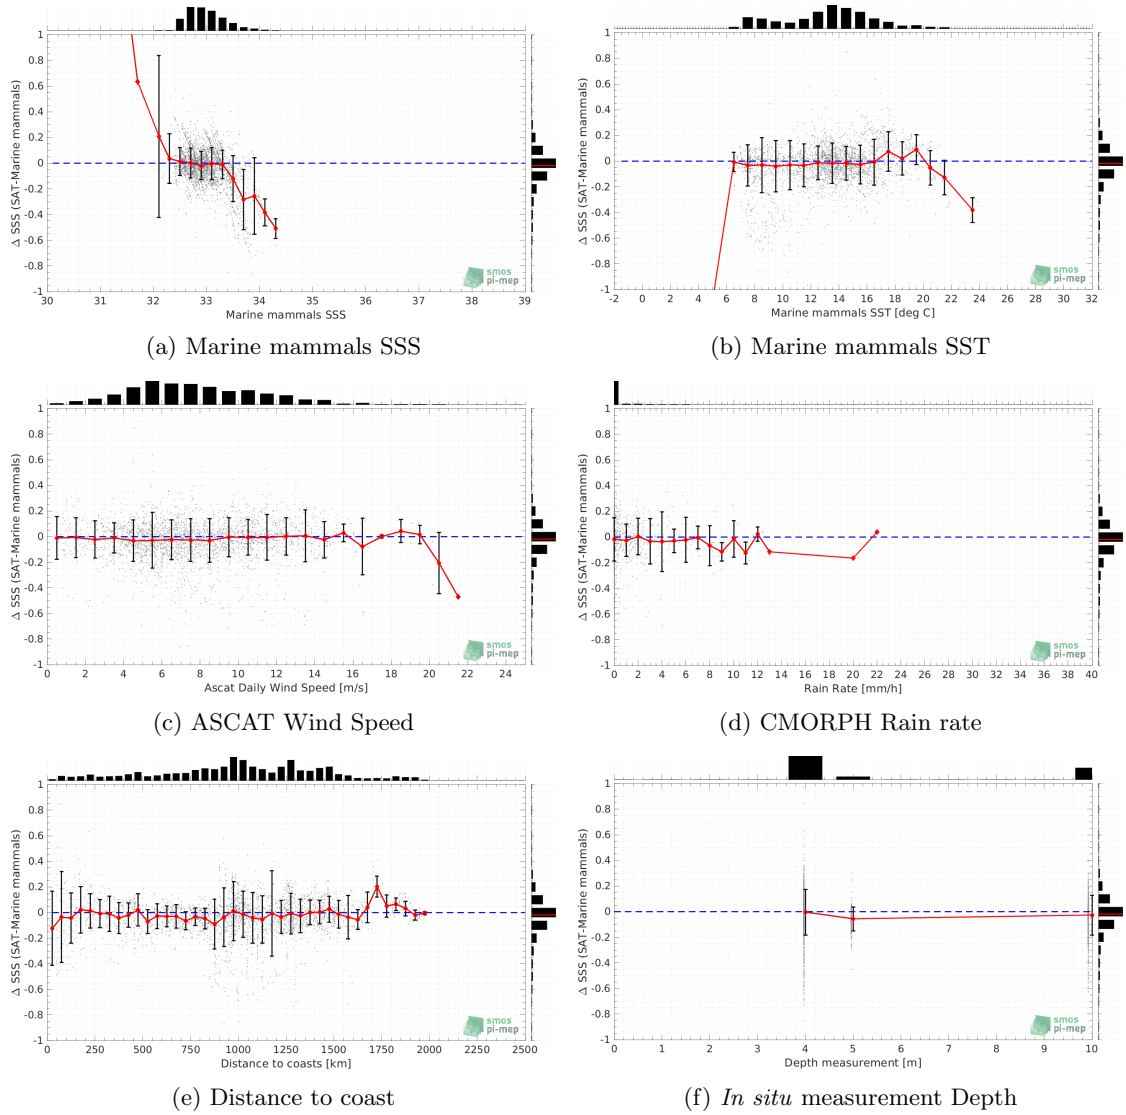 1
0.8
0.6
0.4
0.2
0
-0.2
-0.4
-0.6
-0.8
-1
Δ SSS (SAT-Marine mammals)
30 31 32 33 34 35 36 37 38 39
Marine mammals SSS
smos
pi-mep
(a) Marine mammals SSS
1
0.8
0.6
0.4
0.2
0
-0.2
-0.4
-0.6
-0.8
-1
Δ SSS (SAT-Marine mammals)
-2 0 2 4 6 8 10 12 14 16 18 20 22 24 26 28 30 32
Marine mammals SST [deg C]
smos
pi-mep
(b) Marine mammals SST
1
0.8
0.6
0.4
0.2
0
-0.2
-0.4
-0.6
-0.8
-1
Δ SSS (SAT-Marine mammals)
0 2 4 6 8 10 12 14 16 18 20 22 24
Ascat Daily Wind Speed [m/s]
smos
pi-mep
(c) ASCAT Wind Speed
1
0.8
0.6
0.4
0.2
0
-0.2
-0.4
-0.6
-0.8
-1
Δ SSS (SAT-Marine mammals)
0 2 4 6 8 10 12 14 16 18 20 22 24 26 28 30 32 34 36 38 40
Rain Rate [mm/h]
smos
pi-mep
(d) CMORPH Rain rate
1
0.8
0.6
0.4
0.2
0
-0.2
-0.4
-0.6
-0.8
-1
Δ SSS (SAT-Marine mammals)
0 250 500 750 1000 1250 1500 1750 2000 2250 2500
Distance to coasts [km]
smos
pi-mep
(e) Distance to coast
1
0.8
0.6
0.4
0.2
0
-0.2
-0.4
-0.6
-0.8
-1
Δ SSS (SAT-Marine mammals)
0 1 2 3 4 5 6 7 8 9 10
Depth measurement [m]
smos
pi-mep
(f) In situ measurement Depth